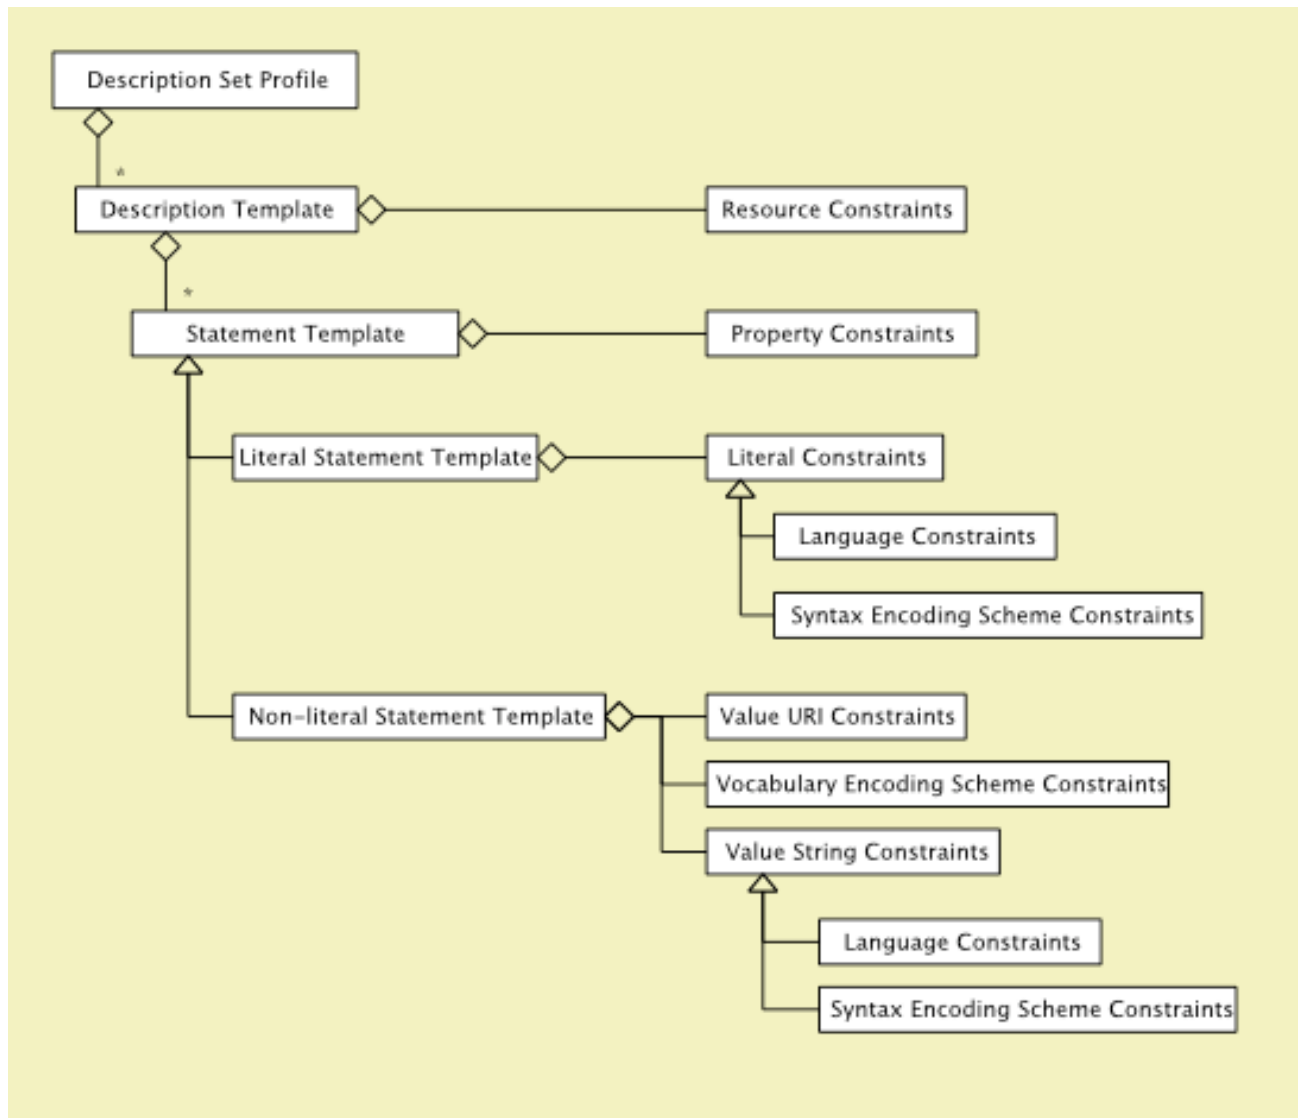 Description Set Profile
*
Description Template
Resource Constraints
*
Statement Template
Property Constraints
Literal Statement Template
Literal Constraints
Language Constraints
Syntax Encoding Scheme Constraints
Non-literal Statement Template
Value URI Constraints
Vocabulary Encoding Scheme Constraints
Value String Constraints
Language Constraints
Syntax Encoding Scheme Constraints